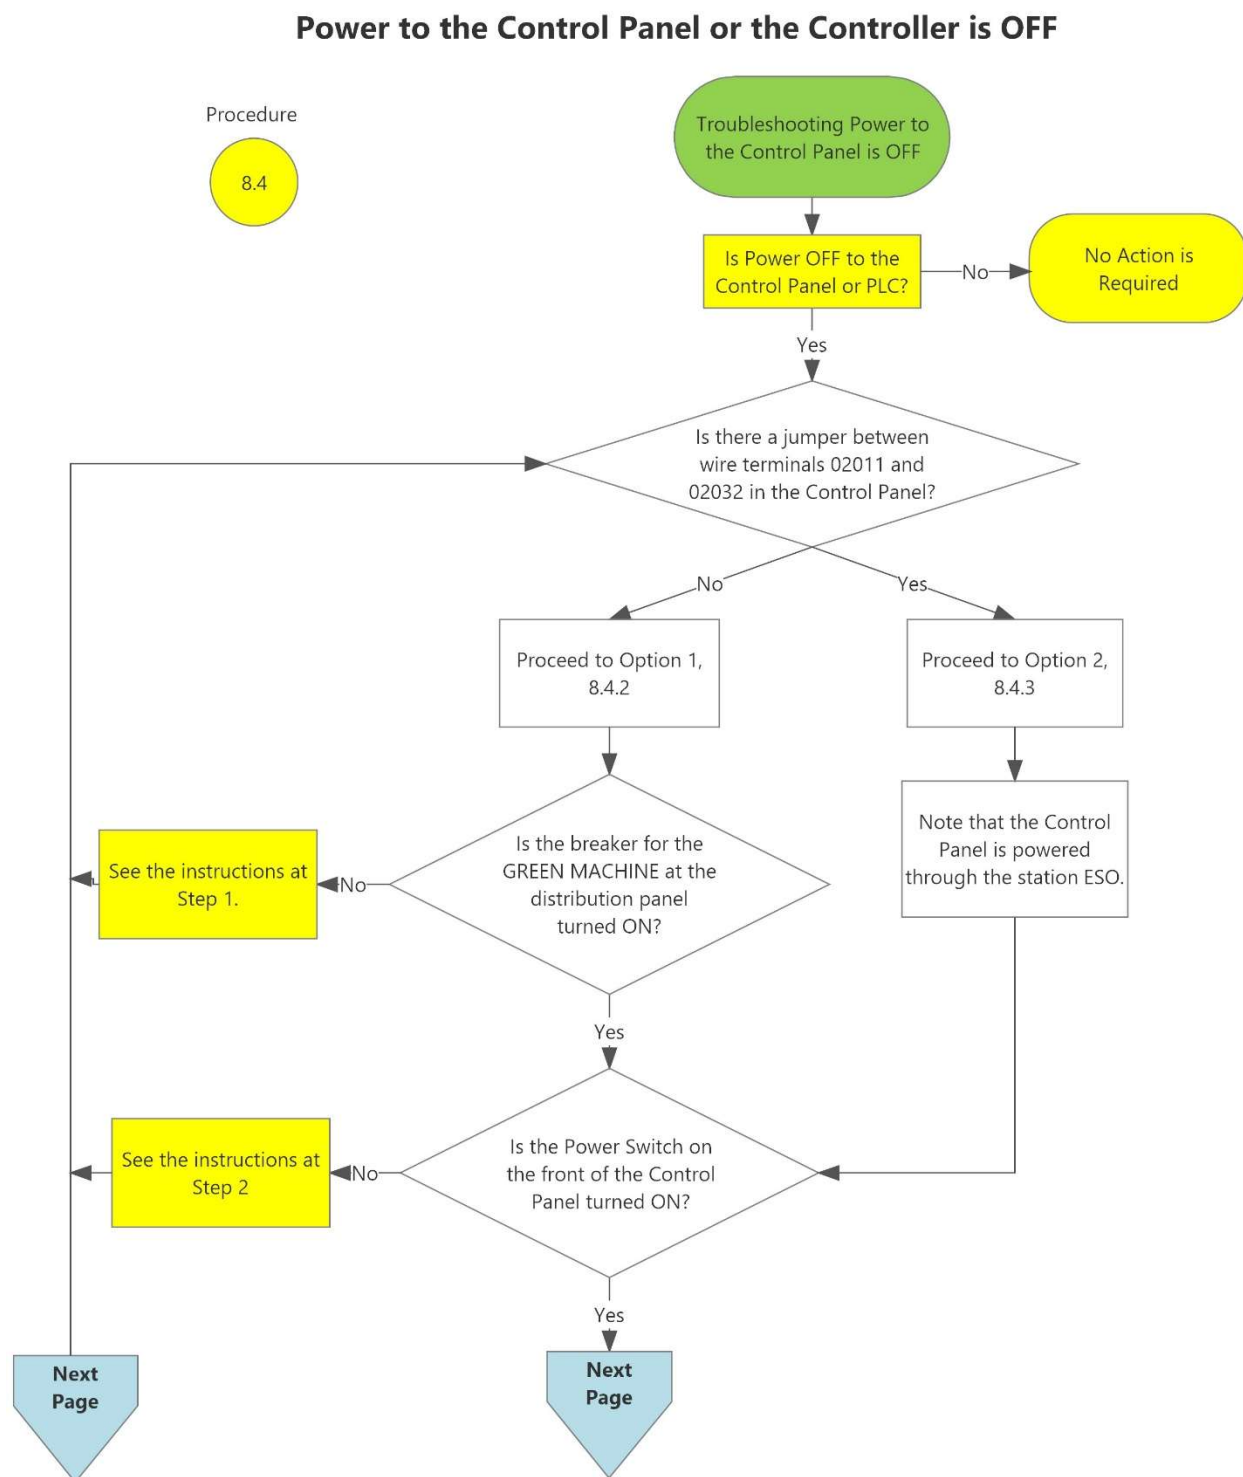 Power to the Control Panel or the Controller is OFF
Procedure
8.4
Troubleshooting Power to
the Control Panel is OFF
Is Power OFF to the
Control Panel or PLC?
No
No Action is
Required
Yes
Is there a jumper between
wire terminals 02011 and
02032 in the Control Panel?
No
Yes
Proceed to Option 1,
8.4.2
Proceed to Option 2,
8.4.3
Note that the Control
Panel is powered
through the station ESO.
Is the breaker for the
GREEN MACHINE at the
distribution panel
turned ON?
No
See the instructions at
Step 1.
Yes
Is the Power Switch on
the front of the Control
Panel turned ON?
No
See the instructions at
Step 2
Yes
Next
Page
Next
Page